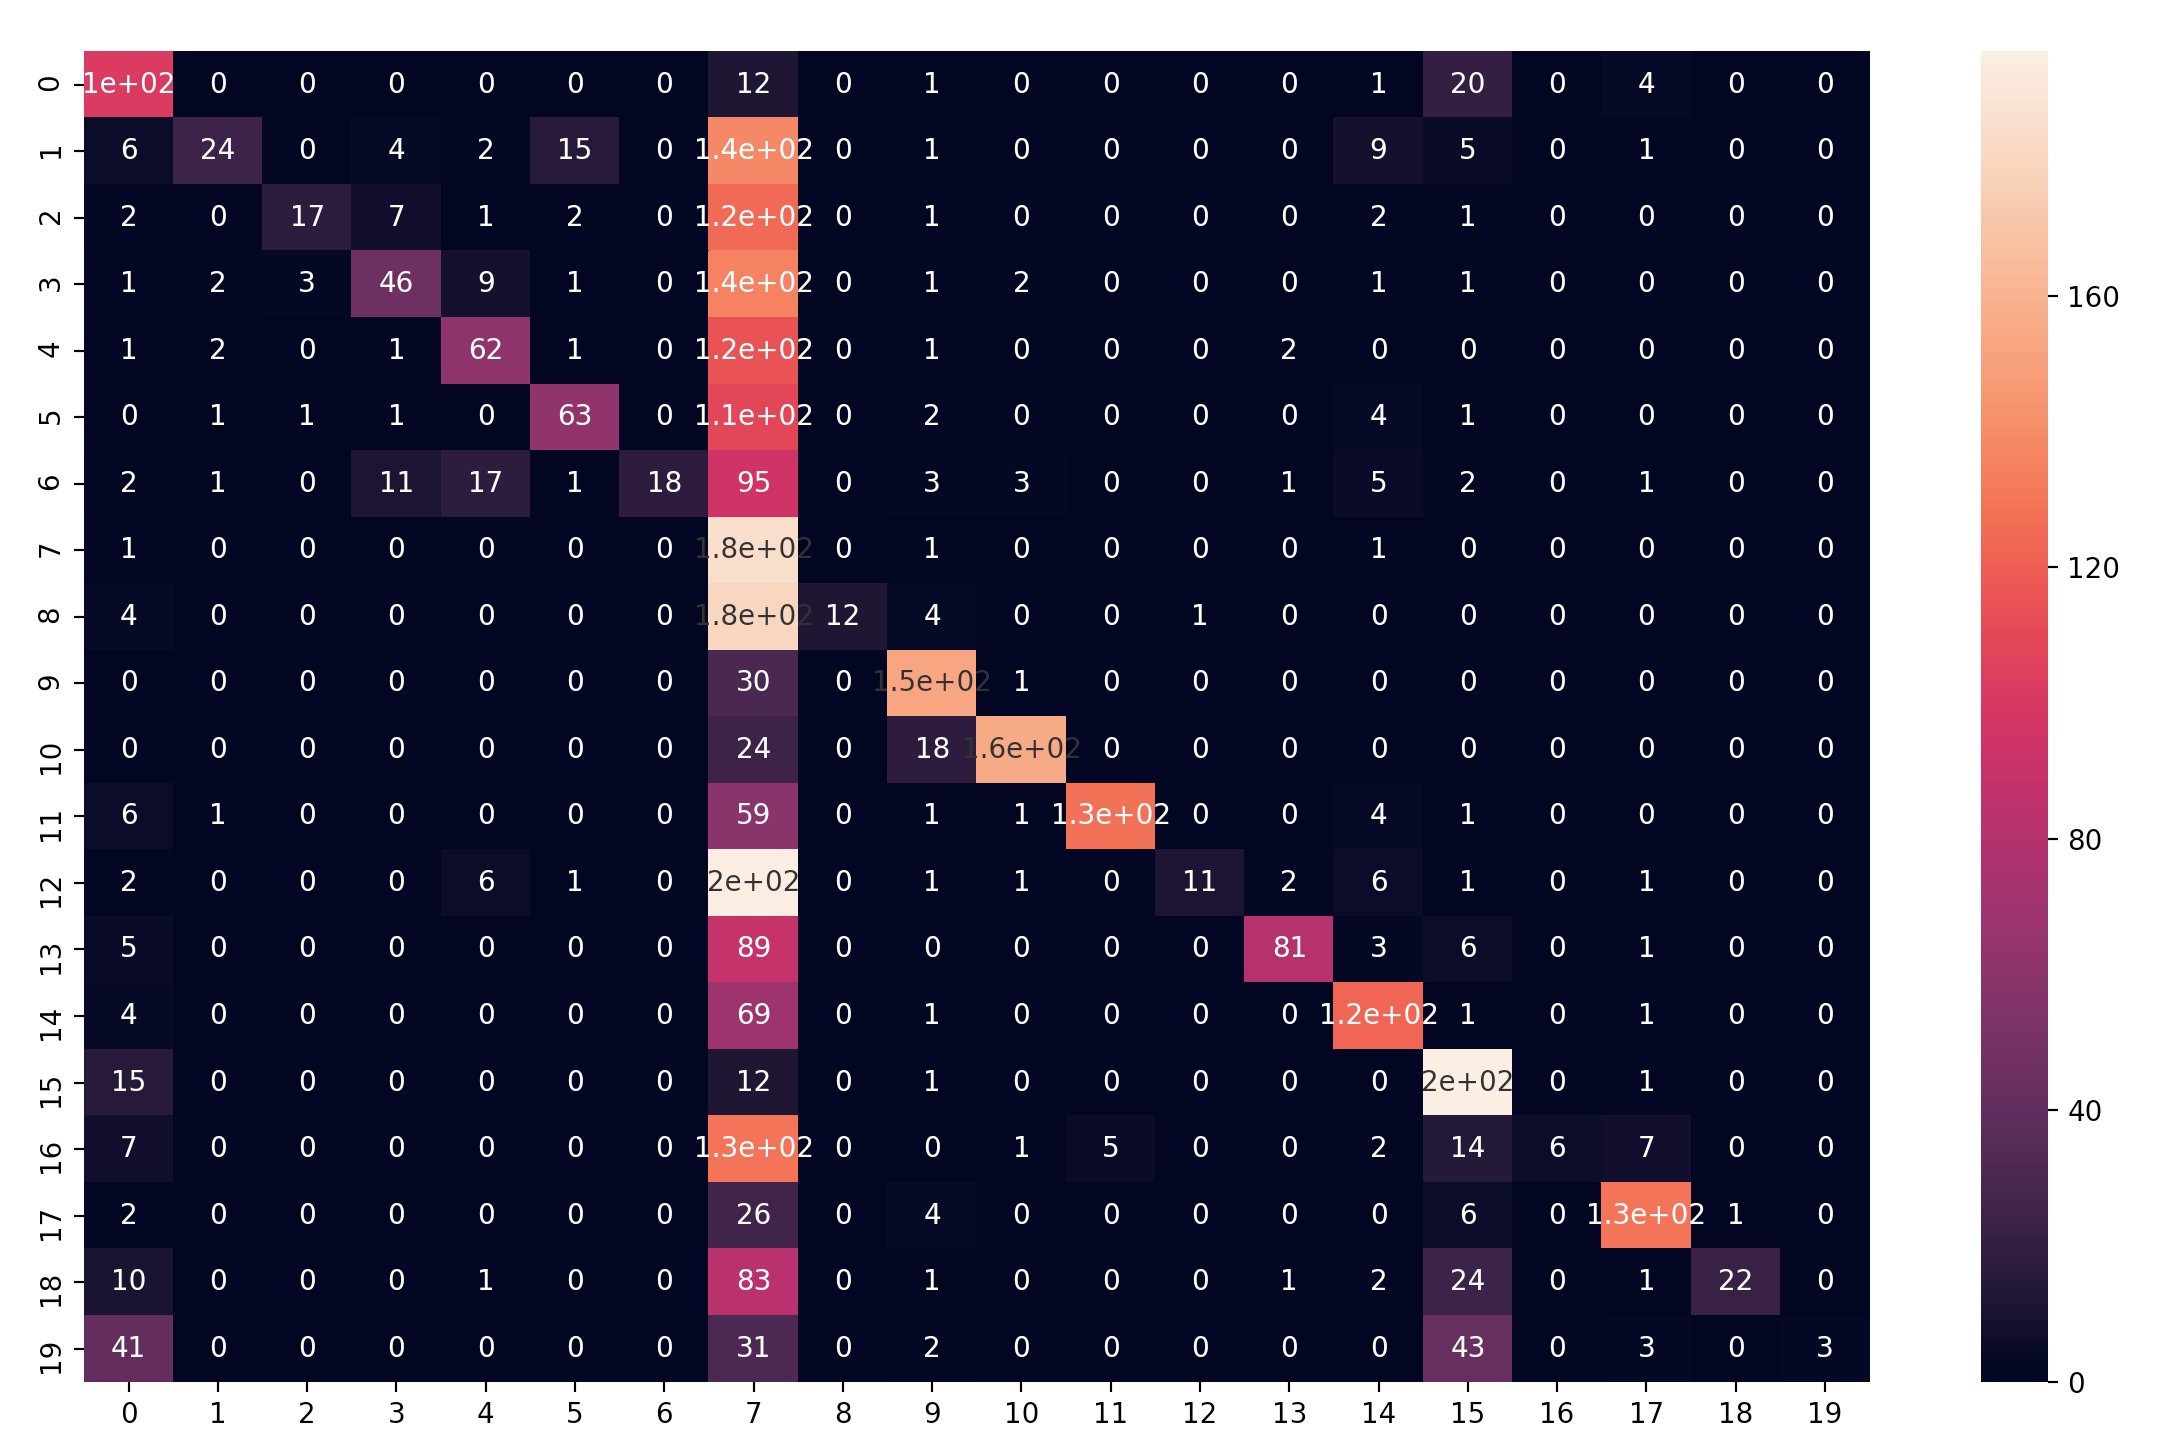 0 1e+02 0 0 0 0 0 0 12 0 1 0 0 0 0 1 20 0 4 0 0
1 6 24 0 4 2 15 0 1.4e+02 0 1 0 0 0 0 9 5 0 1 0 0
2 2 0 17 7 1 2 0 1.2e+02 0 1 0 0 0 0 2 1 0 0 0 0
3 1 2 3 46 9 1 0 1.4e+02 0 1 2 0 0 0 1 1 0 0 0 0
160
4 1 2 0 1 62 1 0 1.2e+02 0 1 0 0 0 2 0 0 0 0 0 0
5 0 1 1 1 0 63 0 1.1e+02 0 2 0 0 0 0 4 1 0 0 0 0
6 2 1 0 11 17 1 18 95 0 3 3 0 0 1 5 2 0 1 0 0
7 1 0 0 0 0 0 0 1.8e+02 0 1 0 0 0 0 1 0 0 0 0 0
120
8 4 0 0 0 0 0 0 1.8e+02 12 4 0 0 1 0 0 0 0 0 0 0
9 0 0 0 0 0 0 0 30 0 1.5e+02 1 0 0 0 0 0 0 0 0 0
10 0 0 0 0 0 0 0 24 0 18 1.6e+02 0 0 0 0 0 0 0 0 0
11 6 1 0 0 0 0 0 59 0 1 1 1.3e+02 0 0 4 1 0 0 0 0
80
12 2 0 0 0 6 1 0 2e+02 0 1 1 0 11 2 6 1 0 1 0 0
13 5 0 0 0 0 0 0 89 0 0 0 0 0 81 3 6 0 1 0 0
14 4 0 0 0 0 0 0 69 0 1 0 0 0 0 1.2e+02 1 0 1 0 0
15 15 0 0 0 0 0 0 12 0 1 0 0 0 0 0 2e+02 0 1 0 0
40
16 7 0 0 0 0 0 0 1.3e+02 0 0 1 5 0 0 2 14 6 7 0 0
17 2 0 0 0 0 0 0 26 0 4 0 0 0 0 0 6 0 1.3e+02 1 0
18 10 0 0 0 1 0 0 83 0 1 0 0 0 1 2 24 0 1 22 0
19 41 0 0 0 0 0 0 31 0 2 0 0 0 0 0 43 0 3 0 3
0
0 1 2 3 4 5 6 7 8 9 10 11 12 13 14 15 16 17 18 19